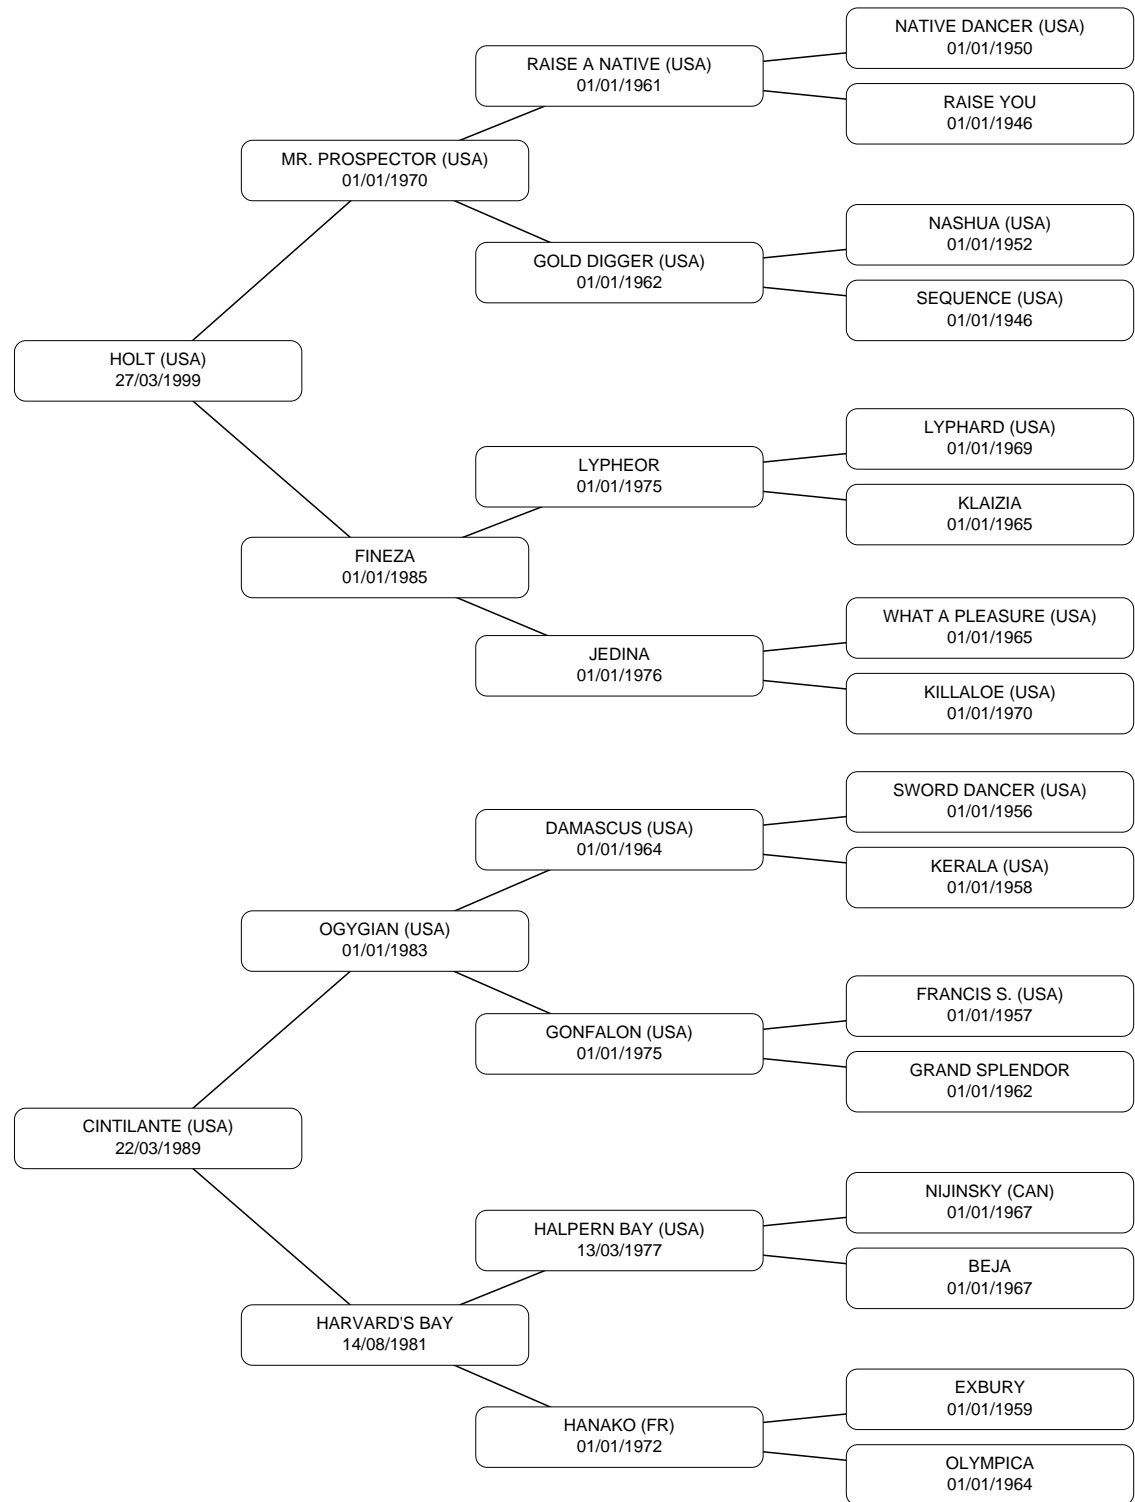 NATIVE DANCER (USA)
01/01/1950
RAISE A NATIVE (USA)
01/01/1961
RAISE YOU
01/01/1946
MR. PROSPECTOR (USA)
01/01/1970
NASHUA (USA)
01/01/1952
GOLD DIGGER (USA)
01/01/1962
SEQUENCE (USA)
01/01/1946
HOLT (USA)
27/03/1999
LYPHARD (USA)
01/01/1969
LYPHEOR
01/01/1975
KLAIZIA
01/01/1965
FINEZA
01/01/1985
WHAT A PLEASURE (USA)
01/01/1965
JEDINA
01/01/1976
KILLALOE (USA)
01/01/1970
SWORD DANCER (USA)
01/01/1956
DAMASCUS (USA)
01/01/1964
KERALA (USA)
01/01/1958
OGYGIAN (USA)
01/01/1983
FRANCIS S. (USA)
01/01/1957
GONFALON (USA)
01/01/1975
GRAND SPLENDOR
01/01/1962
CINTILANTE (USA)
22/03/1989
NIJINSKY (CAN)
01/01/1967
HALPERN BAY (USA)
13/03/1977
BEJA
01/01/1967
HARVARD'S BAY
14/08/1981
EXBURY
01/01/1959
HANAKO (FR)
01/01/1972
OLYMPICA
01/01/1964